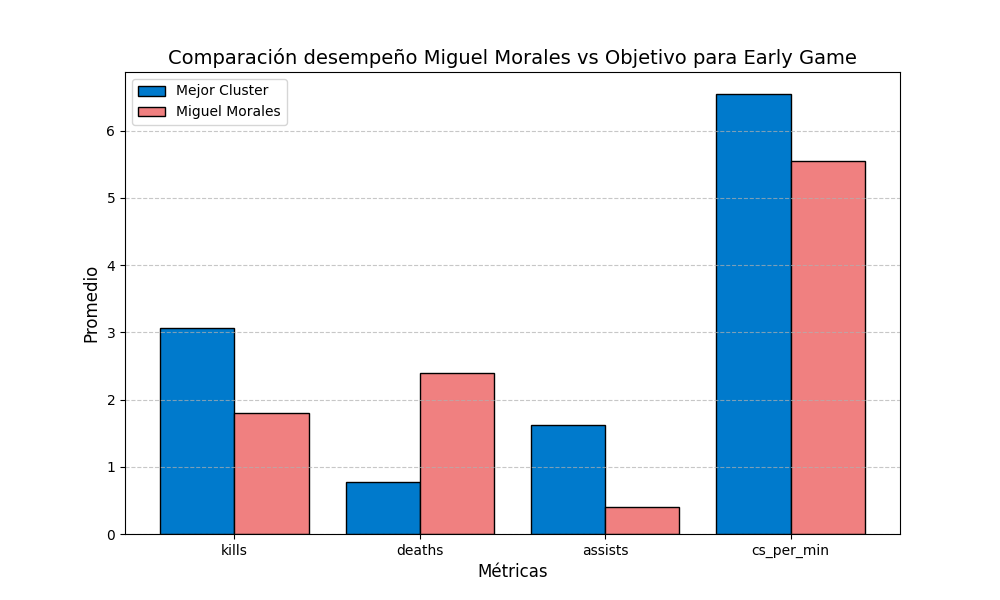 Comparación desempeño Miguel Morales vs Objetivo para Early Game
Mejor Cluster
Miguel Morales
6
5
4
3
2
1
0
Promedio
kills
deaths
assists
cs_per_min
Métricas